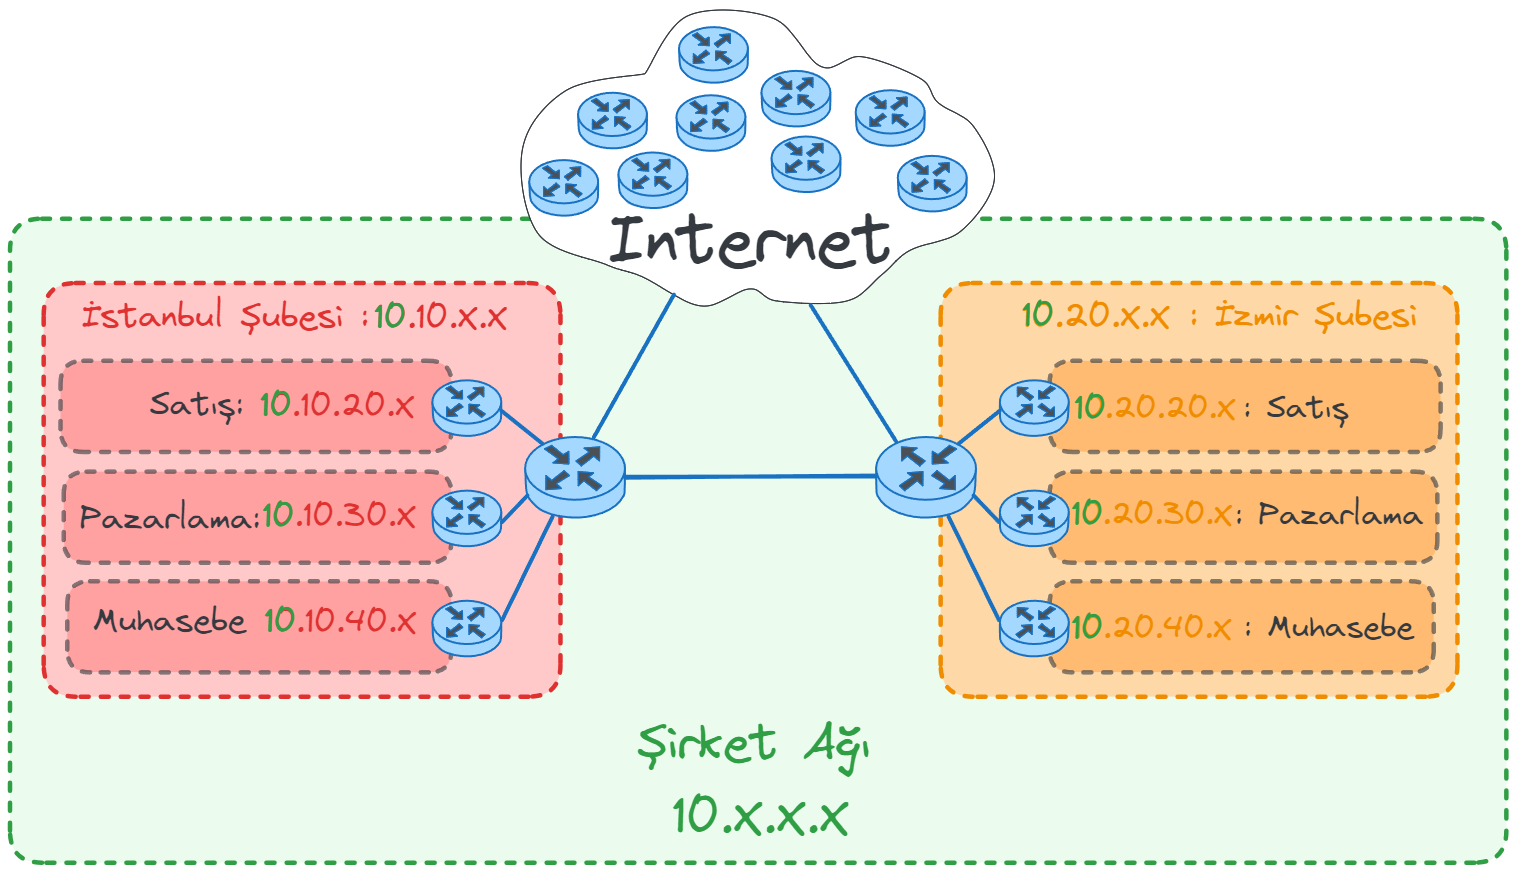 Internet
İstanbul Şubesi :10.10.x.x
Satış: 10.10.20.x
Pazarlama:10.10.30.x
Muhasebe 10.10.40.x
10.20.x.x : İzmir Şubesi
10.20.20.x : Satış
10.20.30.x: Pazarlama
10.20.40.x : Muhasebe
Şirket Ağı
10.x.x.x